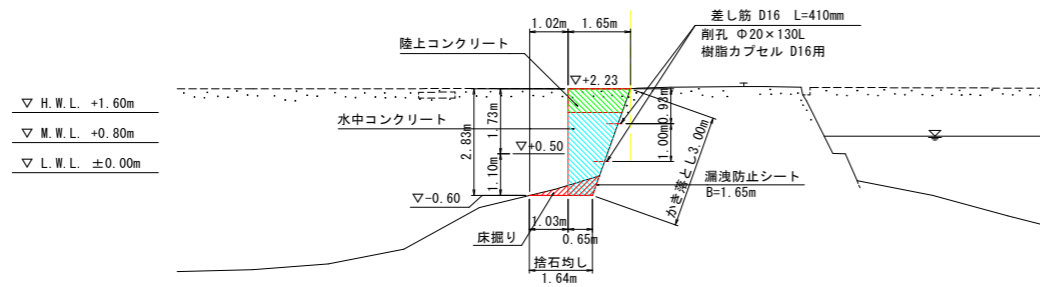 差し筋 D16 L=410mm
削孔 Φ20×130L
樹脂カプセル D16用
1.02m
1.65m
陸上コンクリート
▽+2.23
▽ H.W.L. +1.60m
水中コンクリート
▽ M.W.L. +0.80m
▽ L.W.L. ±0.00m
2.83m
1.73m
1.10m
▽+0.50
0.93m
1.00m
かき落とし3.00m
漏洩防止シート
B=1.65m
▽-0.60
1.03m
0.65m
床掘り
捨石均し
1.64m